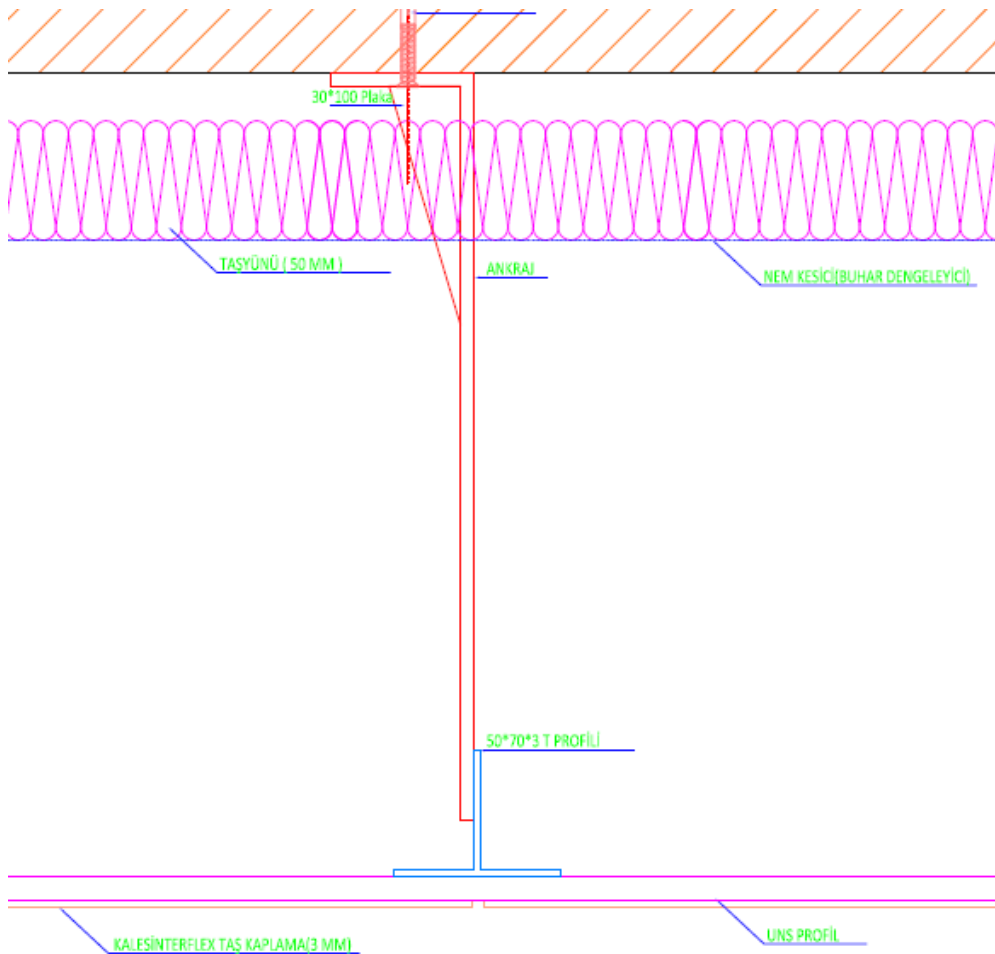 30*100 Plaka
TAŞYÜNÜ ( 50 MM )
ANKRAJ
NEM KESİCİ(BUHAR DENGELEYİCİ)
50*70*3 T PROFİLİ
KALESİNTERFLEX TAŞ KAPLAMA(3 MM)
UNS PROFİL